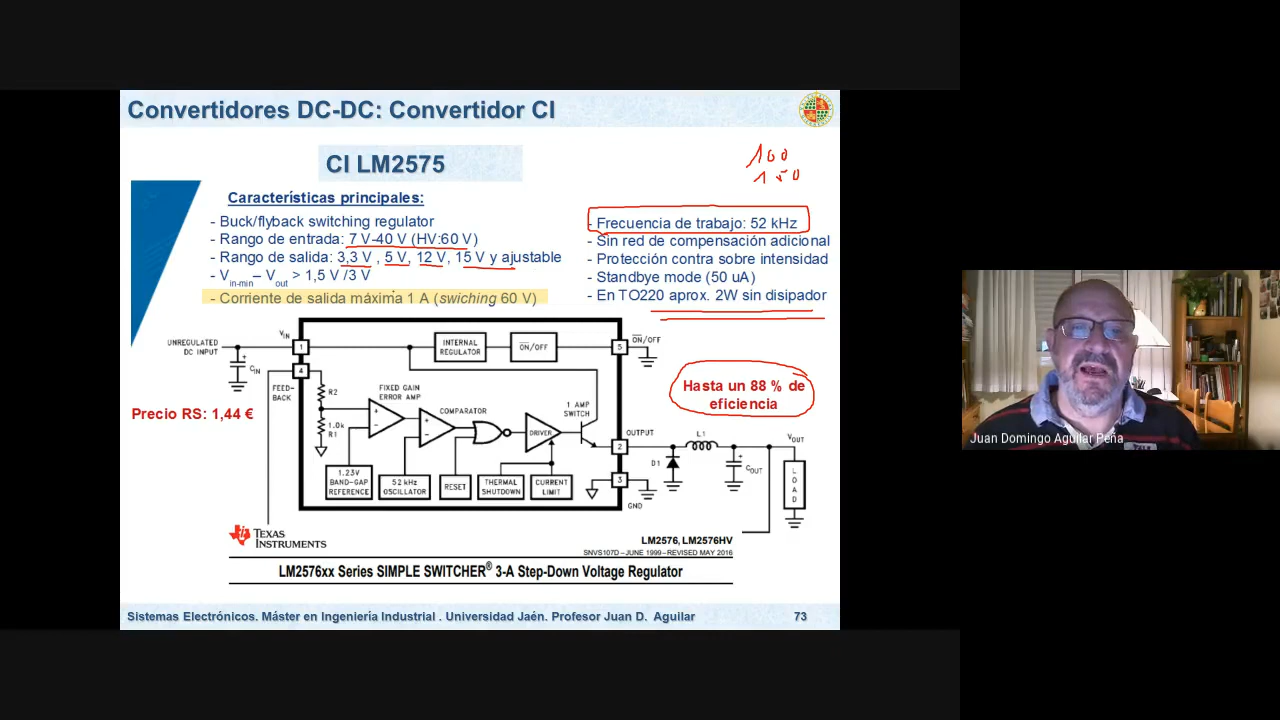 Convertidores DC-DC: Convertidor CI
CI LM2575
100
150
Características principales:
- Buck/flyback switching regulator
- Rango de entrada: 7 V-40 V (HV:60 V)
- Rango de salida: 3,3 V , 5 V, 12 V, 15 V y ajustable
- Vin-min – Vout > 1,5 V /3 V
- Corriente de salida máxima 1 A (swiching 60 V)
- Frecuencia de trabajo: 52 kHz
- Sin red de compensación adicional
- Protección contra sobre intensidad
- Standbye mode (50 uA)
- En TO220 aprox. 2W sin disipador
UNREGULATED
DC INPUT
VIN
CIN
1
4
FEED-
BACK
R2
1.0k
R1
FIXED GAIN
ERROR AMP
COMPARATOR
INTERNAL
REGULATOR
ON/OFF
5
ON/OFF
1 AMP
SWITCH
DRIVER
OUTPUT
2
3
GND
L1
D1
COUT
VOUT
LOAD
1.23V
BAND-GAP
REFERENCE
52 kHz
OSCILLATOR
RESET
THERMAL
SHUTDOWN
CURRENT
LIMIT
Precio RS: 1,44 €
Hasta un 88 % de
eficiencia
TEXAS
INSTRUMENTS
LM2576, LM2576HV
SNVS107D–JUNE 1999–REVISED MAY 2016
LM2576xx Series SIMPLE SWITCHER® 3-A Step-Down Voltage Regulator
Sistemas Electrónicos. Máster en Ingeniería Industrial . Universidad Jaén. Profesor Juan D. Aguilar
73
Juan Domingo Aguilar Peña